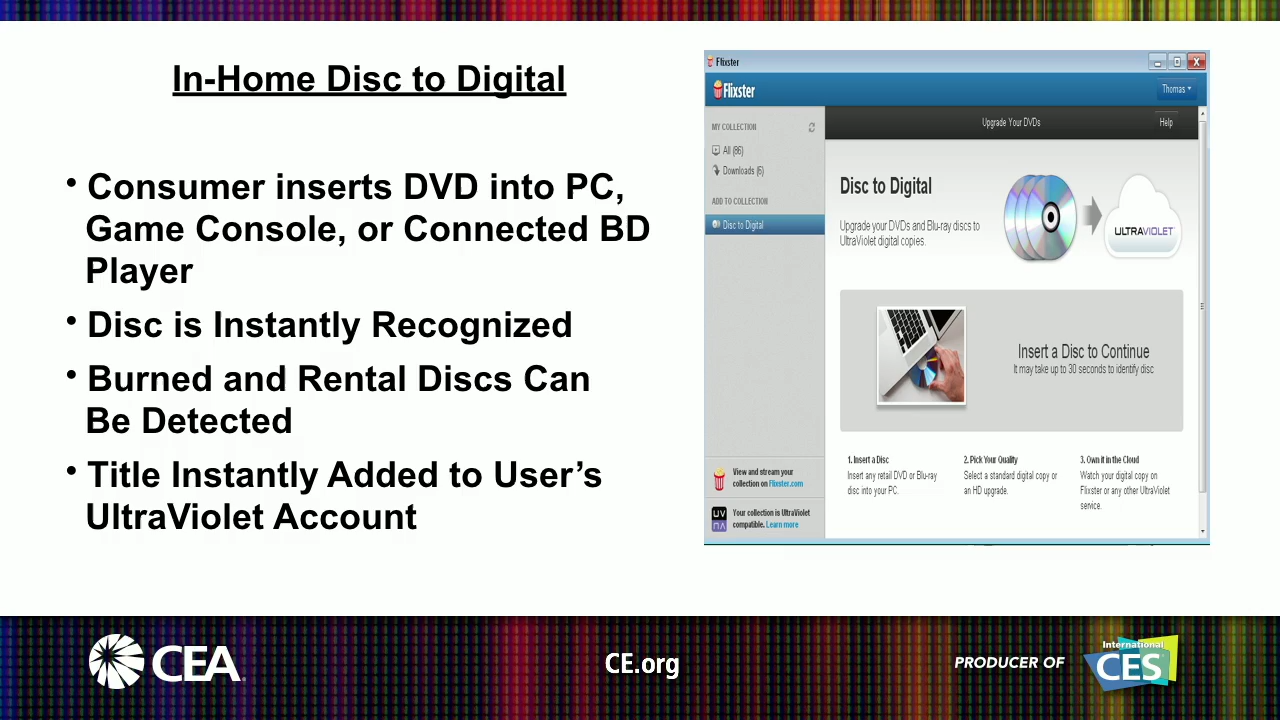 In-Home Disc to Digital
• Consumer inserts DVD into PC,
Game Console, or Connected BD
Player
• Disc is Instantly Recognized
• Burned and Rental Discs Can
Be Detected
• Title Instantly Added to User’s
UltraViolet Account
Flixster
Flixster
Thomas
MY COLLECTION
All (86)
Downloads (6)
ADD TO COLLECTION
Disc to Digital
View and stream your
collection on Flixster.com
UV
Your collection is UltraViolet
compatible. Learn more
Upgrade Your DVDs
Help
Disc to Digital
Upgrade your DVDs and Blu-ray discs to
UltraViolet digital copies.
ULTRAVIOLET
Insert a Disc to Continue
It may take up to 30 seconds to identify disc
1. Insert a Disc
Insert any retail DVD or Blu-ray
disc into your PC.
2. Pick Your Quality
Select a standard digital copy or
an HD upgrade.
3. Own it in the Cloud
Watch your digital copy on
Flixster or any other UltraViolet
service.
CEA
CE.org
PRODUCER OF
International
CES